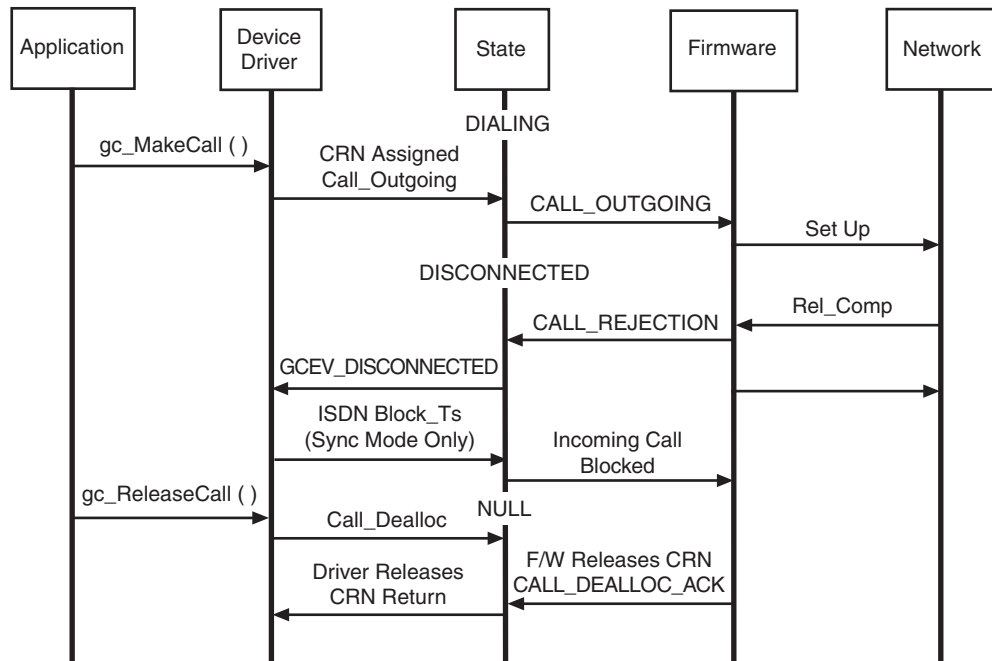 Application
Device
Driver
State
Firmware
Network
DIALING
gc_MakeCall ( )
CRN Assigned
Call_Outgoing
CALL_OUTGOING
Set Up
DISCONNECTED
Rel_Comp
CALL_REJECTION
GCEV_DISCONNECTED
ISDN Block_Ts
(Sync Mode Only)
Incoming Call
Blocked
gc_ReleaseCall ( )
NULL
Call_Dealloc
F/W Releases CRN
CALL_DEALLOC_ACK
Driver Releases
CRN Return